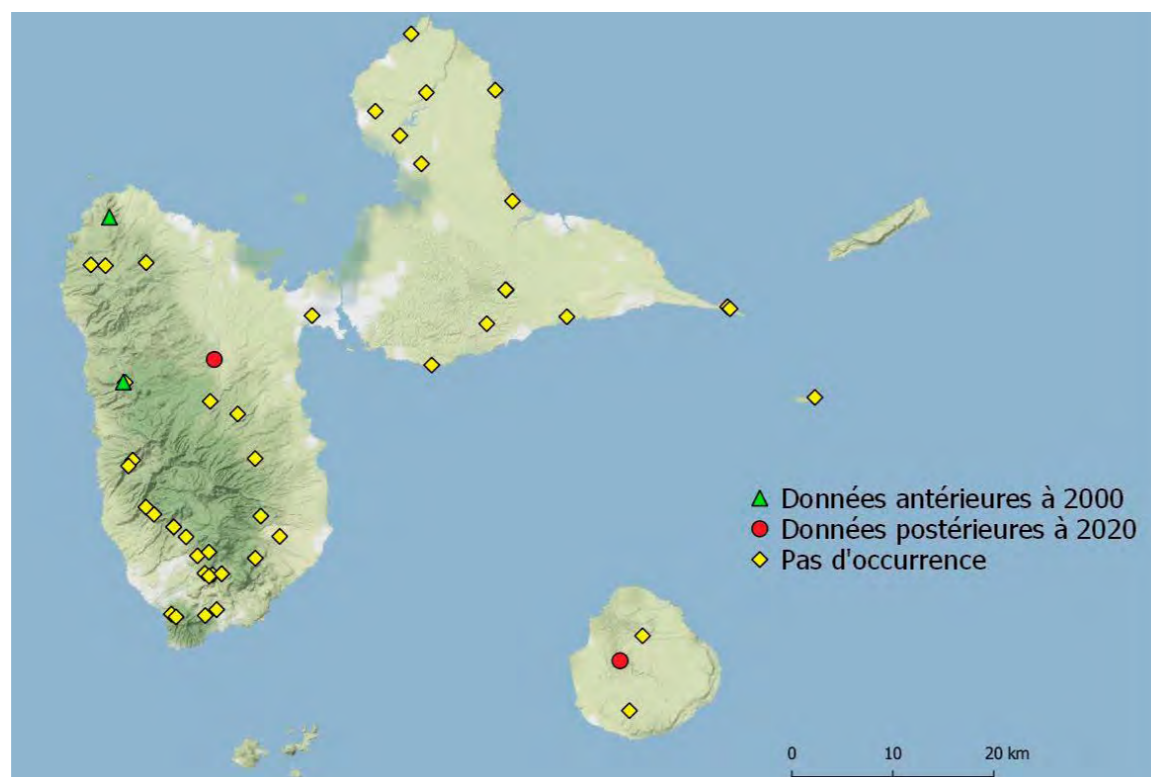 Données antérieures à 2000
Données postérieures à 2020
Pas d'occurrence
0 10 20 km